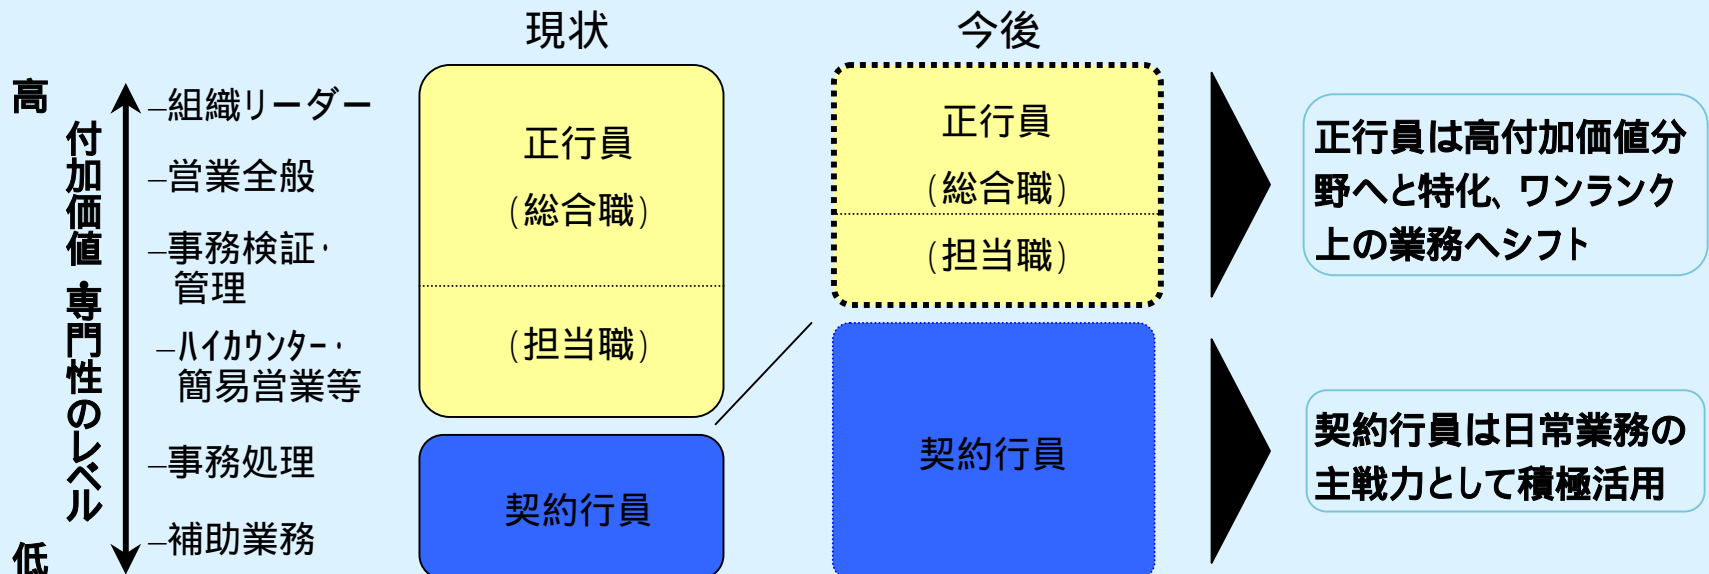 現状
今後
高
低
付加価値・専門性のレベル
–組織リーダー
–営業全般
–事務検証・
管理
–ハイカウンター・
簡易営業等
–事務処理
–補助業務
正行員
(総合職)
(担当職)
契約行員
正行員
(総合職)
(担当職)
契約行員
正行員は高付加価値分
野へと特化、ワンランク
上の業務へシフト
契約行員は日常業務の
主戦力として積極活用